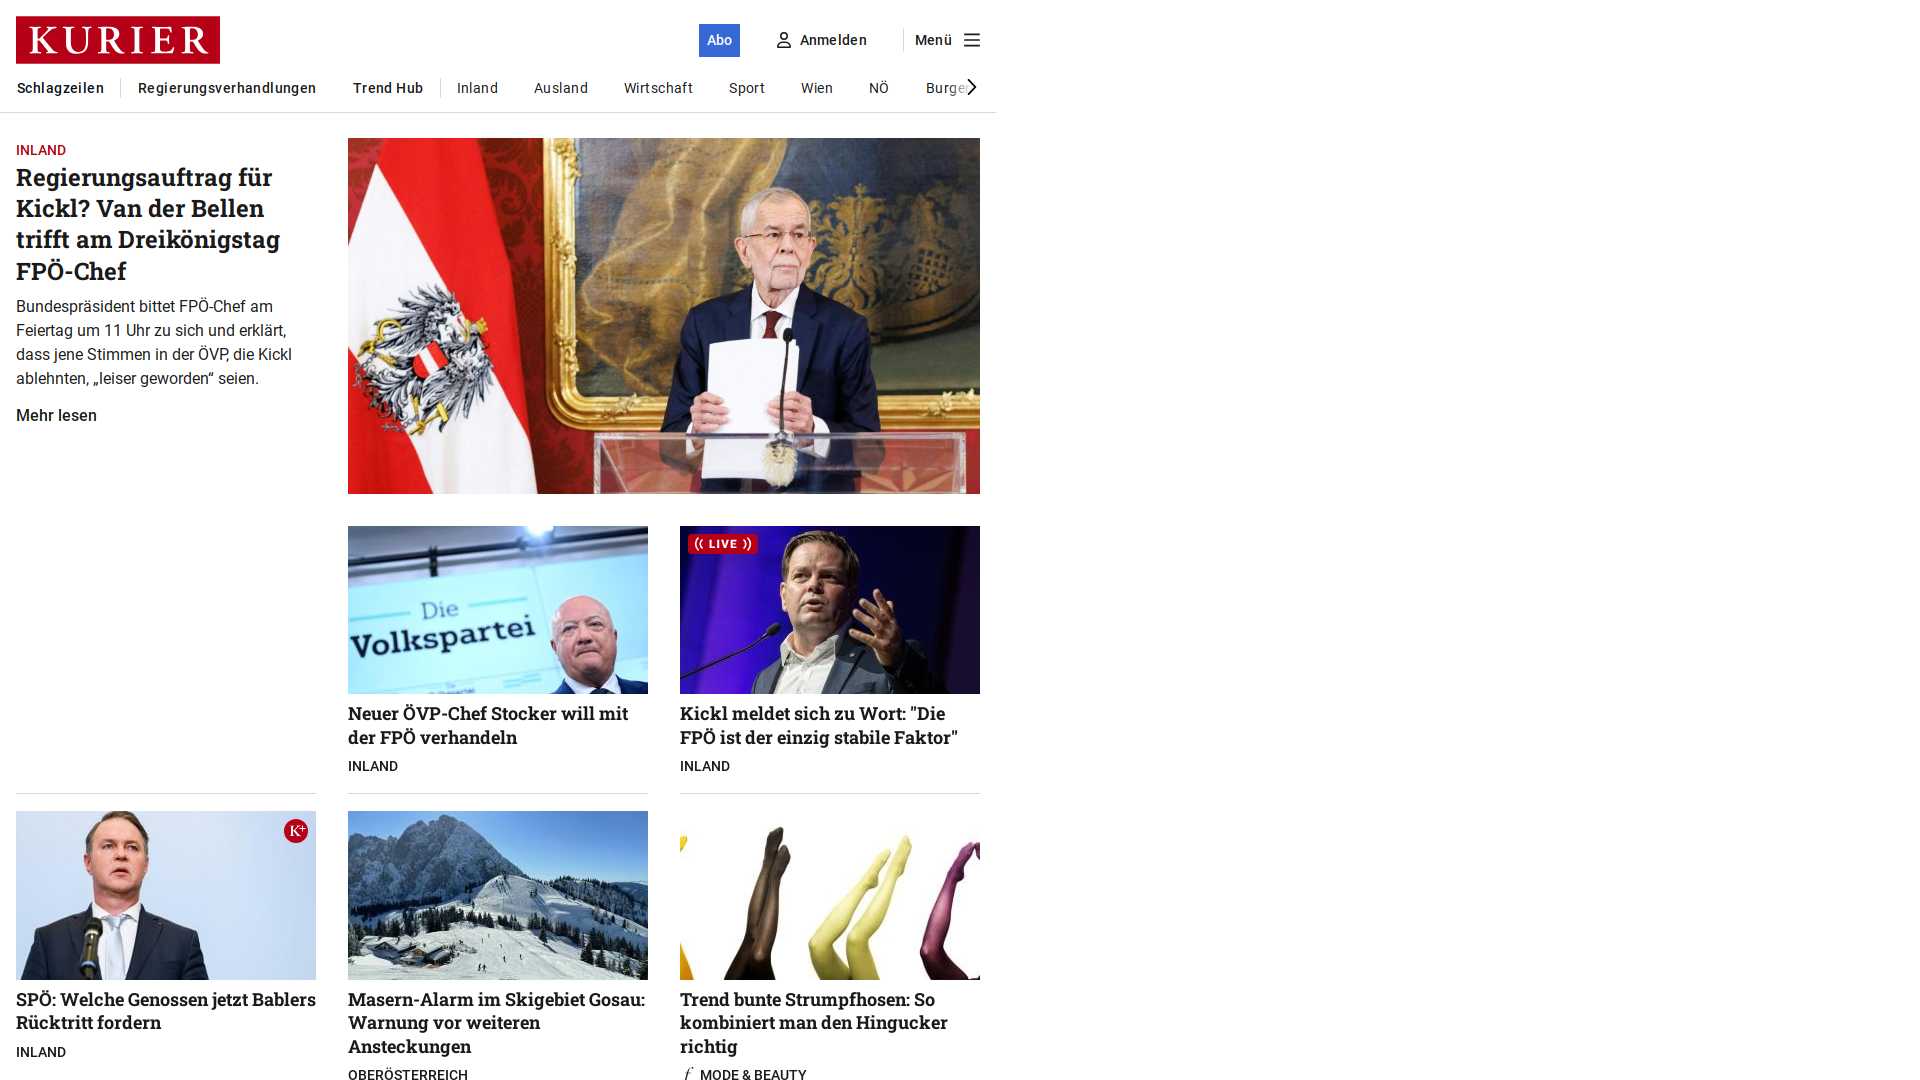 KURIER
Abo
Anmelden
Menü
Schlagzeilen
Regierungsverhandlungen
Trend Hub
Inland
Ausland
Wirtschaft
Sport
Wien
NÖ
INLAND
Regierungsauftrag für
Kickl? Van der Bellen
trifft am Dreikönigstag
FPÖ-Chef
Bundespräsident bittet FPÖ-Chef am
Feiertag um 11 Uhr zu sich und erklärt,
dass jene Stimmen in der ÖVP, die Kickl
ablehnten, „leiser geworden“ seien.
Mehr lesen
Die
Volkspartei
Neuer ÖVP-Chef Stocker will mit
der FPÖ verhandeln
INLAND
LIVE
Kickl meldet sich zu Wort: "Die
FPÖ ist der einzig stabile Faktor"
INLAND
K+
SPÖ: Welche Genossen jetzt Bablers
Rücktritt fordern
INLAND
Masern-Alarm im Skigebiet Gosau:
Warnung vor weiteren
Ansteckungen
OBERÖSTERREICH
Trend bunte Strumpfhosen: So
kombiniert man den Hingucker
richtig
f MODE & BEAUTY